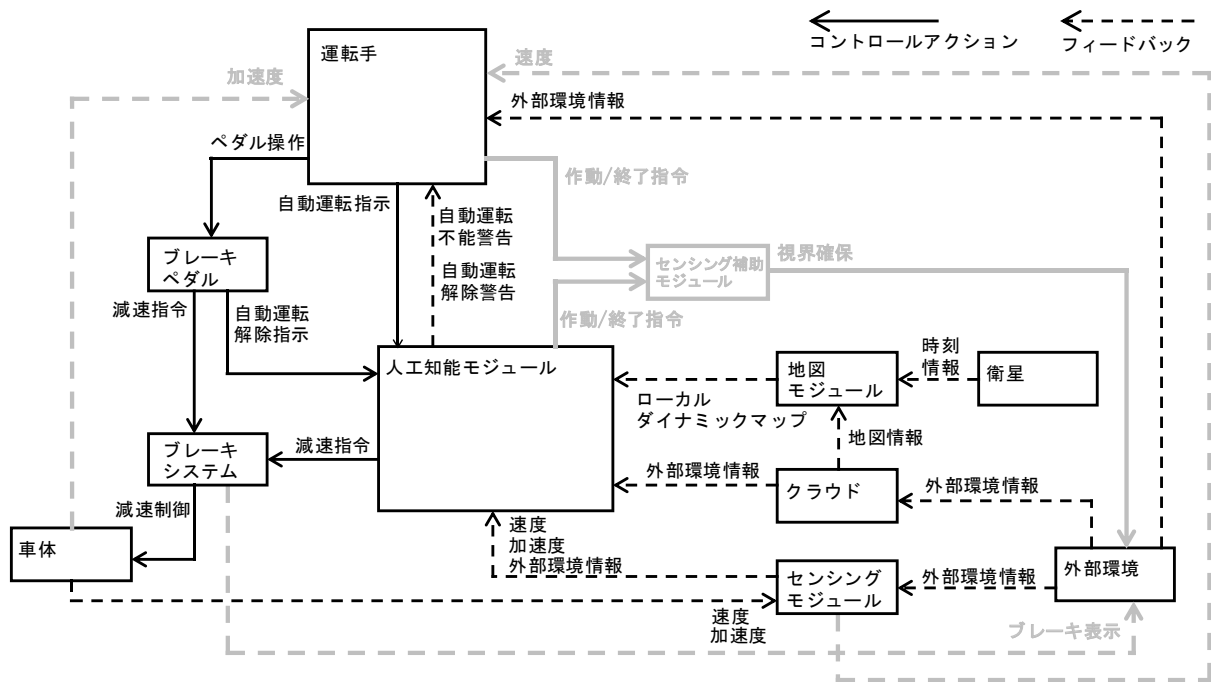 コントロールアクション
フィードバック
運転手
速度
加速度
外部環境情報
ペダル操作
作動/終了指令
自動運転指示
自動運転
不能警告
自動運転
解除警告
ブレーキ
ペダル
センシング補助
モジュール
視界確保
減速指令
自動運転
解除指示
作動/終了指令
人工知能モジュール
地図
モジュール
時刻
情報
衛星
ローカル
ダイナミックマップ
地図情報
ブレーキ
システム
減速指令
外部環境情報
クラウド
外部環境情報
減速制御
車体
速度
加速度
外部環境情報
センシング
モジュール
外部環境情報
外部環境
速度
加速度
ブレーキ表示